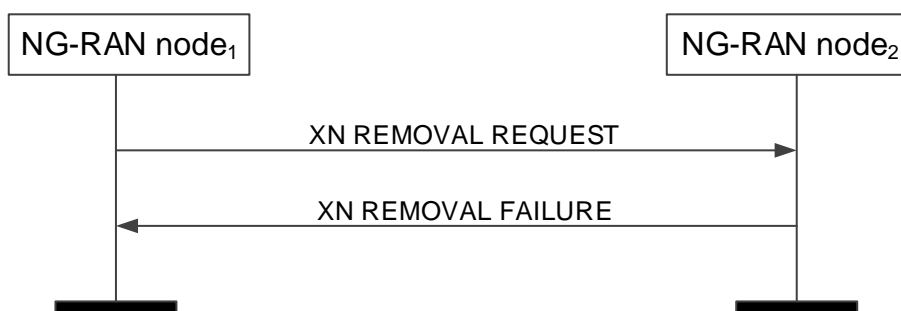 NG-RAN node₁
NG-RAN node₂
XN REMOVAL REQUEST
XN REMOVAL FAILURE